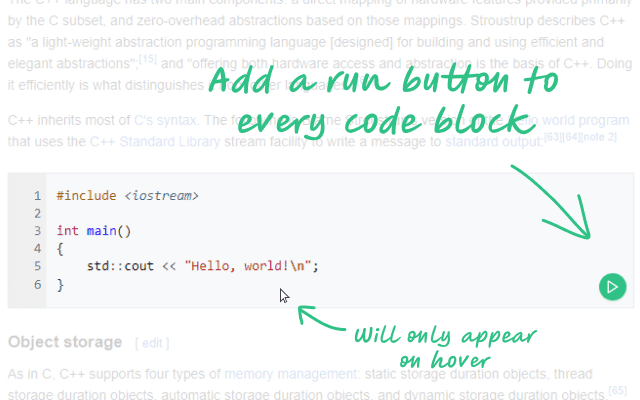 The C++ language has two main components: a direct mapping of hardware features provided primarily
by the C subset, and zero-overhead abstractions based on those mappings. Stroustrup describes C++
as "a light-weight abstraction programming language [designed] for building and using efficient and
elegant abstractions";[15] and "offering both hardware access and abstraction is the basis of C++. Doing
it efficiently is what distinguishes
Add a run button to
every code block
C++ inherits most of C's syntax. The world program
that uses the C++ Standard Library stream facility to write a message to standard output.[63][64][note 2]
1 #include <iostream>
2
3 int main()
4 {
5 std::cout << "Hello, world!\n";
6 }
Will only appear
on hover
Object storage [ edit ]
As in C, C++ supports four types of memory management: static storage duration objects, thread
storage duration objects, automatic storage duration objects, and dynamic storage duration objects.[65]